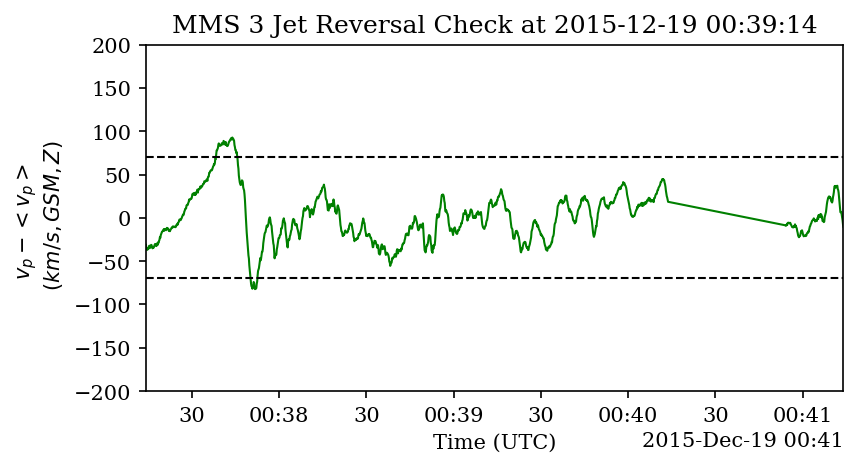 MMS 3 Jet Reversal Check at 2015-12-19 00:39:14
v_p − < v_p >
(km/s, GSM, Z)
200
150
100
50
0
−50
−100
−150
−200
30 00:38 30 00:39 30 00:40 30 00:41
Time (UTC)
2015-Dec-19 00:41